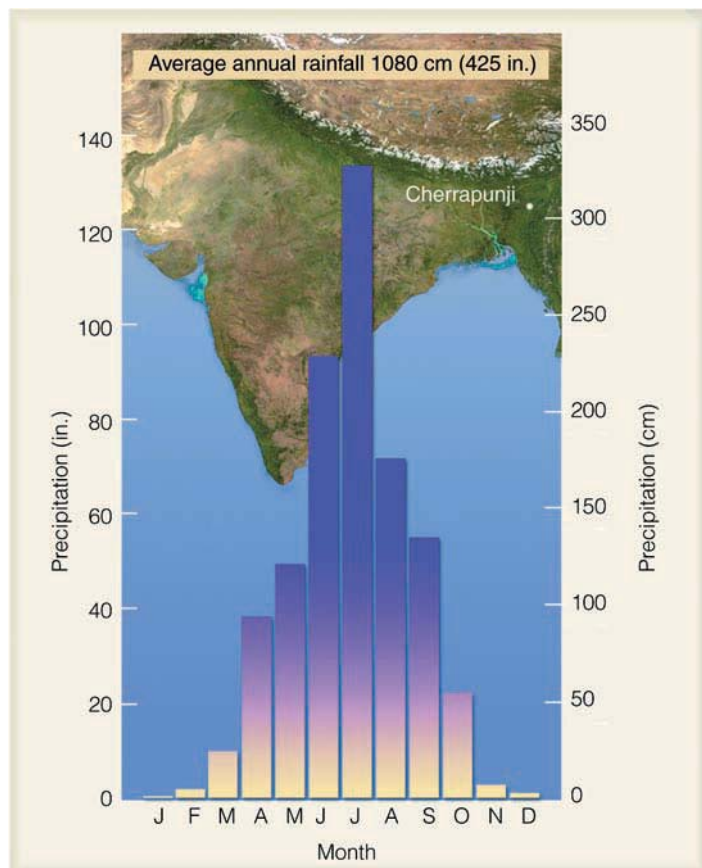 Average annual rainfall 1080 cm (425 in.)
Cherrapunji
Precipitation (in.)
140
120
100
80
60
40
20
0
350
300
250
200
150
100
50
0
Precipitation (cm)
J F M A M J J A S O N D
Month